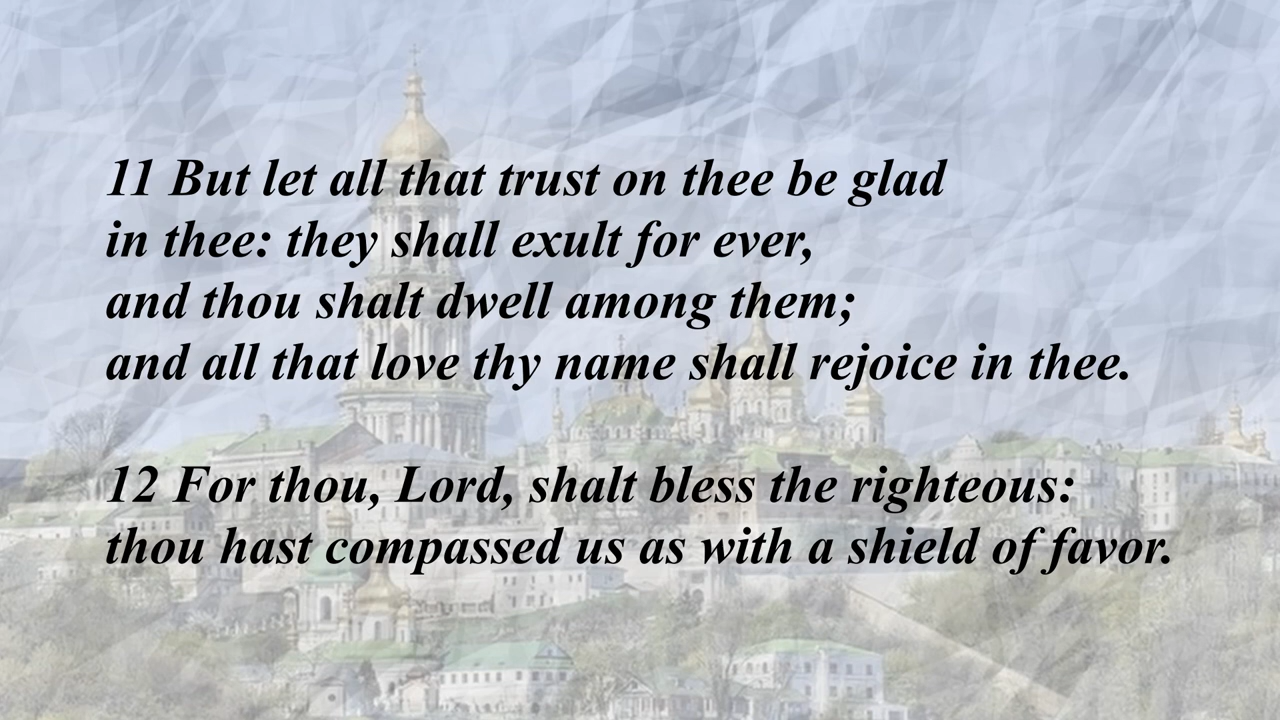 11 But let all that trust on thee be glad
in thee: they shall exult for ever,
and thou shalt dwell among them;
and all that love thy name shall rejoice in thee.
12 For thou, Lord, shalt bless the righteous:
thou hast compassed us as with a shield of favor.